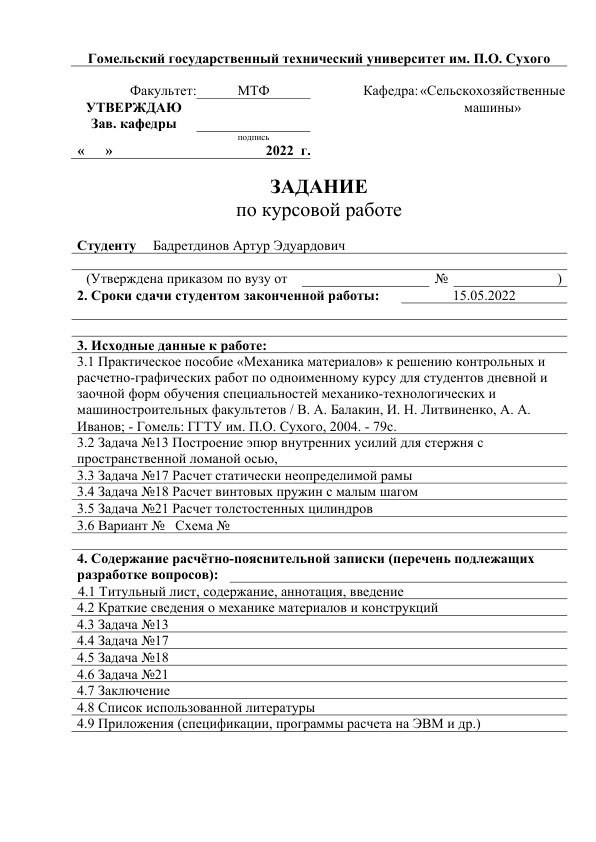 Гомельский государственный технический университет им. П.О. Сухого
Факультет: МТФ Кафедра: «Сельскохозяйственные
УТВЕРЖДАЮ машины»
Зав. кафедры
подпись
« » 2022 г.
ЗАДАНИЕ
по курсовой работе
Студенту Бадретдинов Артур Эдуардович
(Утверждена приказом по вузу от № )
2. Сроки сдачи студентом законченной работы: 15.05.2022
3. Исходные данные к работе:
3.1 Практическое пособие «Механика материалов» к решению контрольных и
расчетно-графических работ по одноименному курсу для студентов дневной и
заочной форм обучения специальностей механико-технологических и
машиностроительных факультетов / В. А. Балакин, И. Н. Литвиненко, А. А.
Иванов; - Гомель: ГГТУ им. П.О. Сухого, 2004. - 79с.
3.2 Задача №13 Построение эпюр внутренних усилий для стержня с
пространственной ломаной осью,
3.3 Задача №17 Расчет статически неопределимой рамы
3.4 Задача №18 Расчет винтовых пружин с малым шагом
3.5 Задача №21 Расчет толстостенных цилиндров
3.6 Вариант № Схема №
4. Содержание расчётно-пояснительной записки (перечень подлежащих
разработке вопросов):
4.1 Титульный лист, содержание, аннотация, введение
4.2 Краткие сведения о механике материалов и конструкций
4.3 Задача №13
4.4 Задача №17
4.5 Задача №18
4.6 Задача №21
4.7 Заключение
4.8 Список использованной литературы
4.9 Приложения (спецификации, программы расчета на ЭВМ и др.)